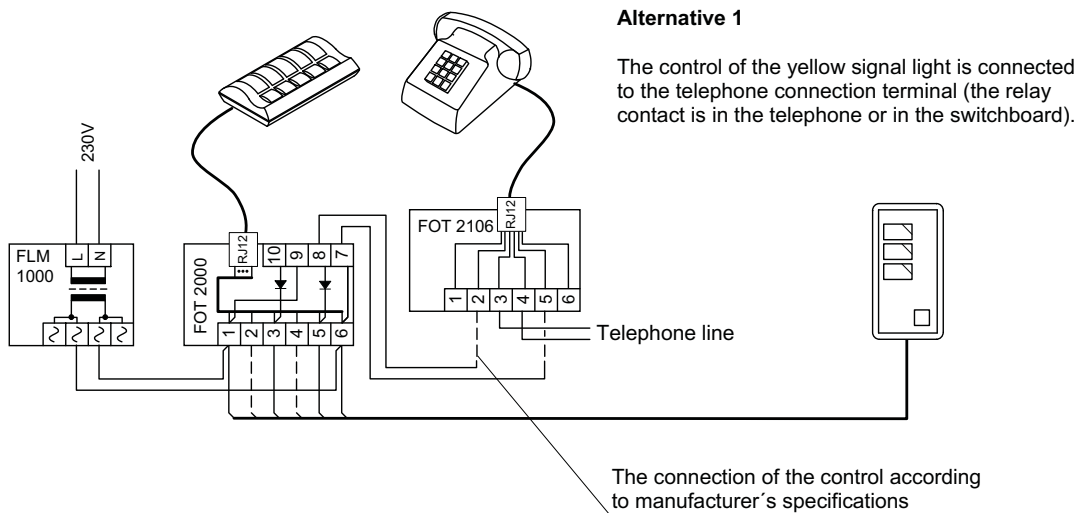 Alternative 1
The control of the yellow signal light is connected
to the telephone connection terminal (the relay
contact is in the telephone or in the switchboard).
230V
FLM
1000
L N
~ ~ ~ ~
FOT 2000
RJ12
10 9 8 7
1 2 3 4 5 6
FOT 2106
RJ12
1 2 3 4 5 6
Telephone line
The connection of the control according
to manufacturer´s specifications